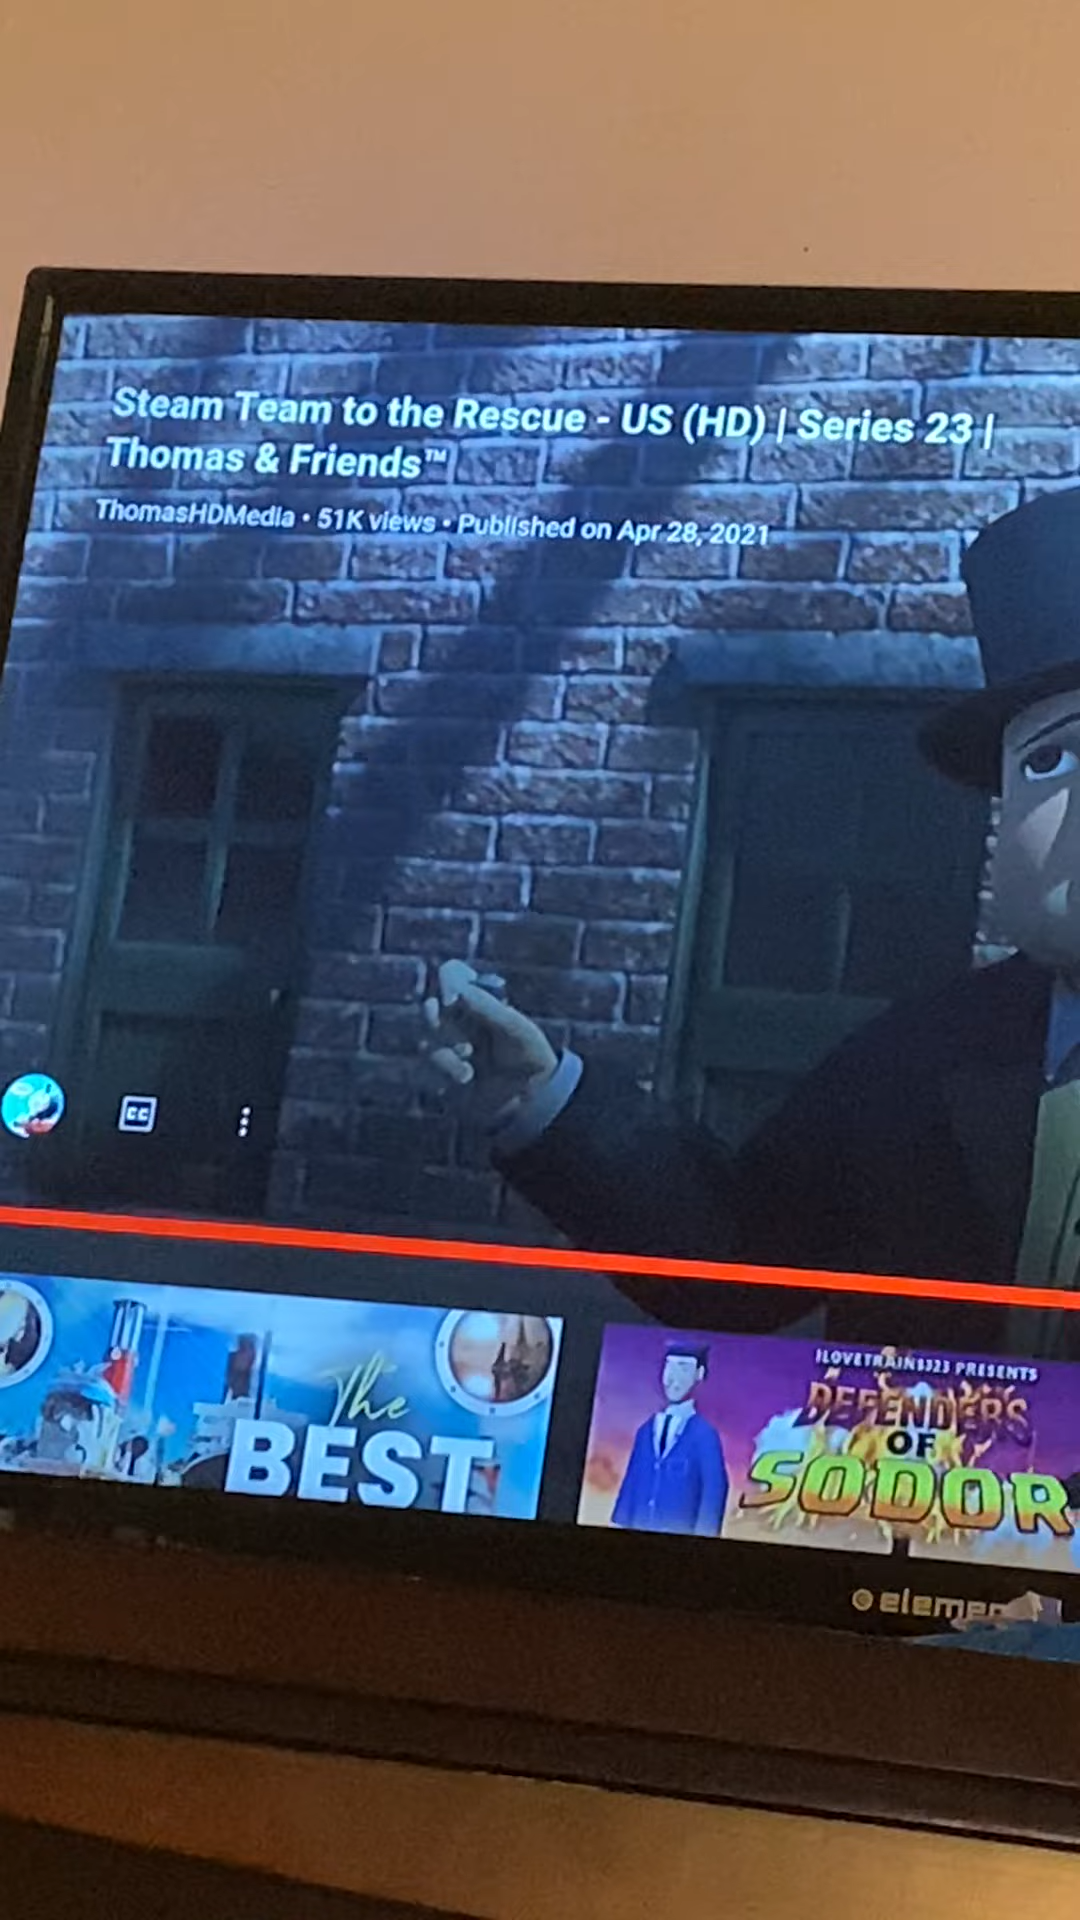 Steam Team to the Rescue - US (HD) | Series 23 |
Thomas & Friends™
ThomasHDMedia • 51K views • Published on Apr 28, 2021
CC
The
BEST
ILOVETRAINS323 PRESENTS
DEFENDERS
OF
SODOR